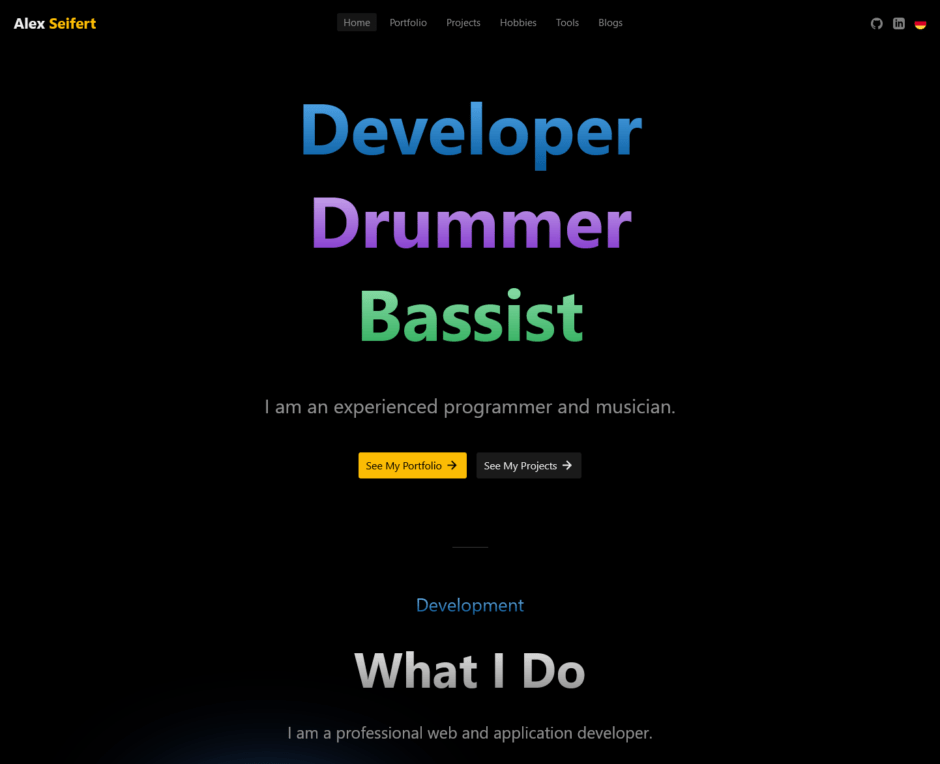 Alex Seifert
Home Portfolio Projects Hobbies Tools Blogs
Developer
Drummer
Bassist
I am an experienced programmer and musician.
See My Portfolio → See My Projects →
Development
What I Do
I am a professional web and application developer.